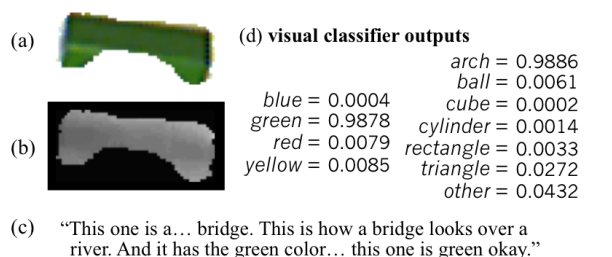 (a)
(d) visual classifier outputs
blue = 0.0004
green = 0.9878
red = 0.0079
yellow = 0.0085
arch = 0.9886
ball = 0.0061
cube = 0.0002
cylinder = 0.0014
rectangle = 0.0033
triangle = 0.0272
other = 0.0432
(b)
(c) “This one is a… bridge. This is how a bridge looks over a
river. And it has the green color… this one is green okay.”